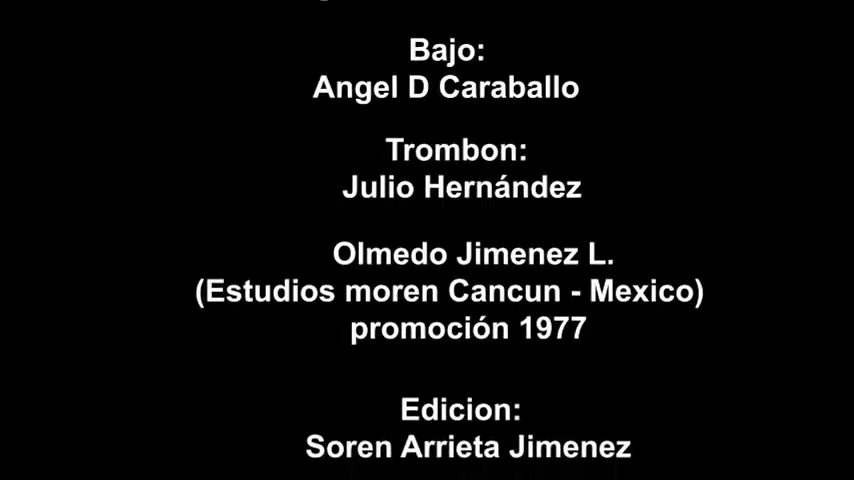 Bajo:
Angel D Caraballo
Trombon:
Julio Hernández
Olmedo Jimenez L.
(Estudios moren Cancun - Mexico)
promoción 1977
Edicion:
Soren Arrieta Jimenez